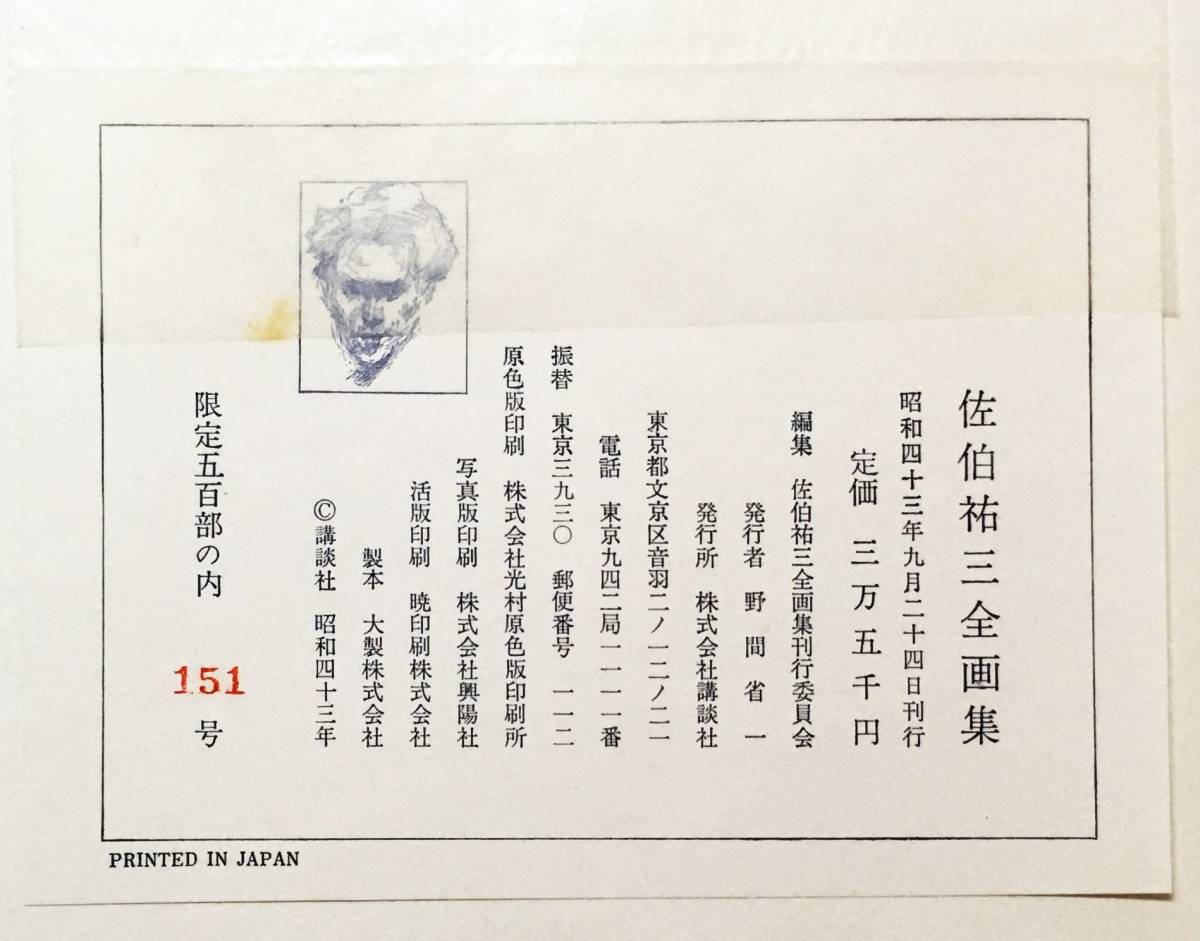 佐伯祐三全画集
昭和四十三年九月二十四日刊行
定価 三万五千円
編集 佐伯祐三全画集刊行委員会
発行者 野間省一
発行所 株式会社講談社
東京都文京区音羽二ノ一二ノ二一
電話 東京九四二局一一一一番
振替 東京三九三〇 郵便番号 一一二
原色版印刷 株式会社光村原色版印刷所
写真版印刷 株式会社興陽社
活版印刷 暁印刷株式会社
製本 大製株式会社
©講談社 昭和四十三年
限定五百部の内 151 号
PRINTED IN JAPAN